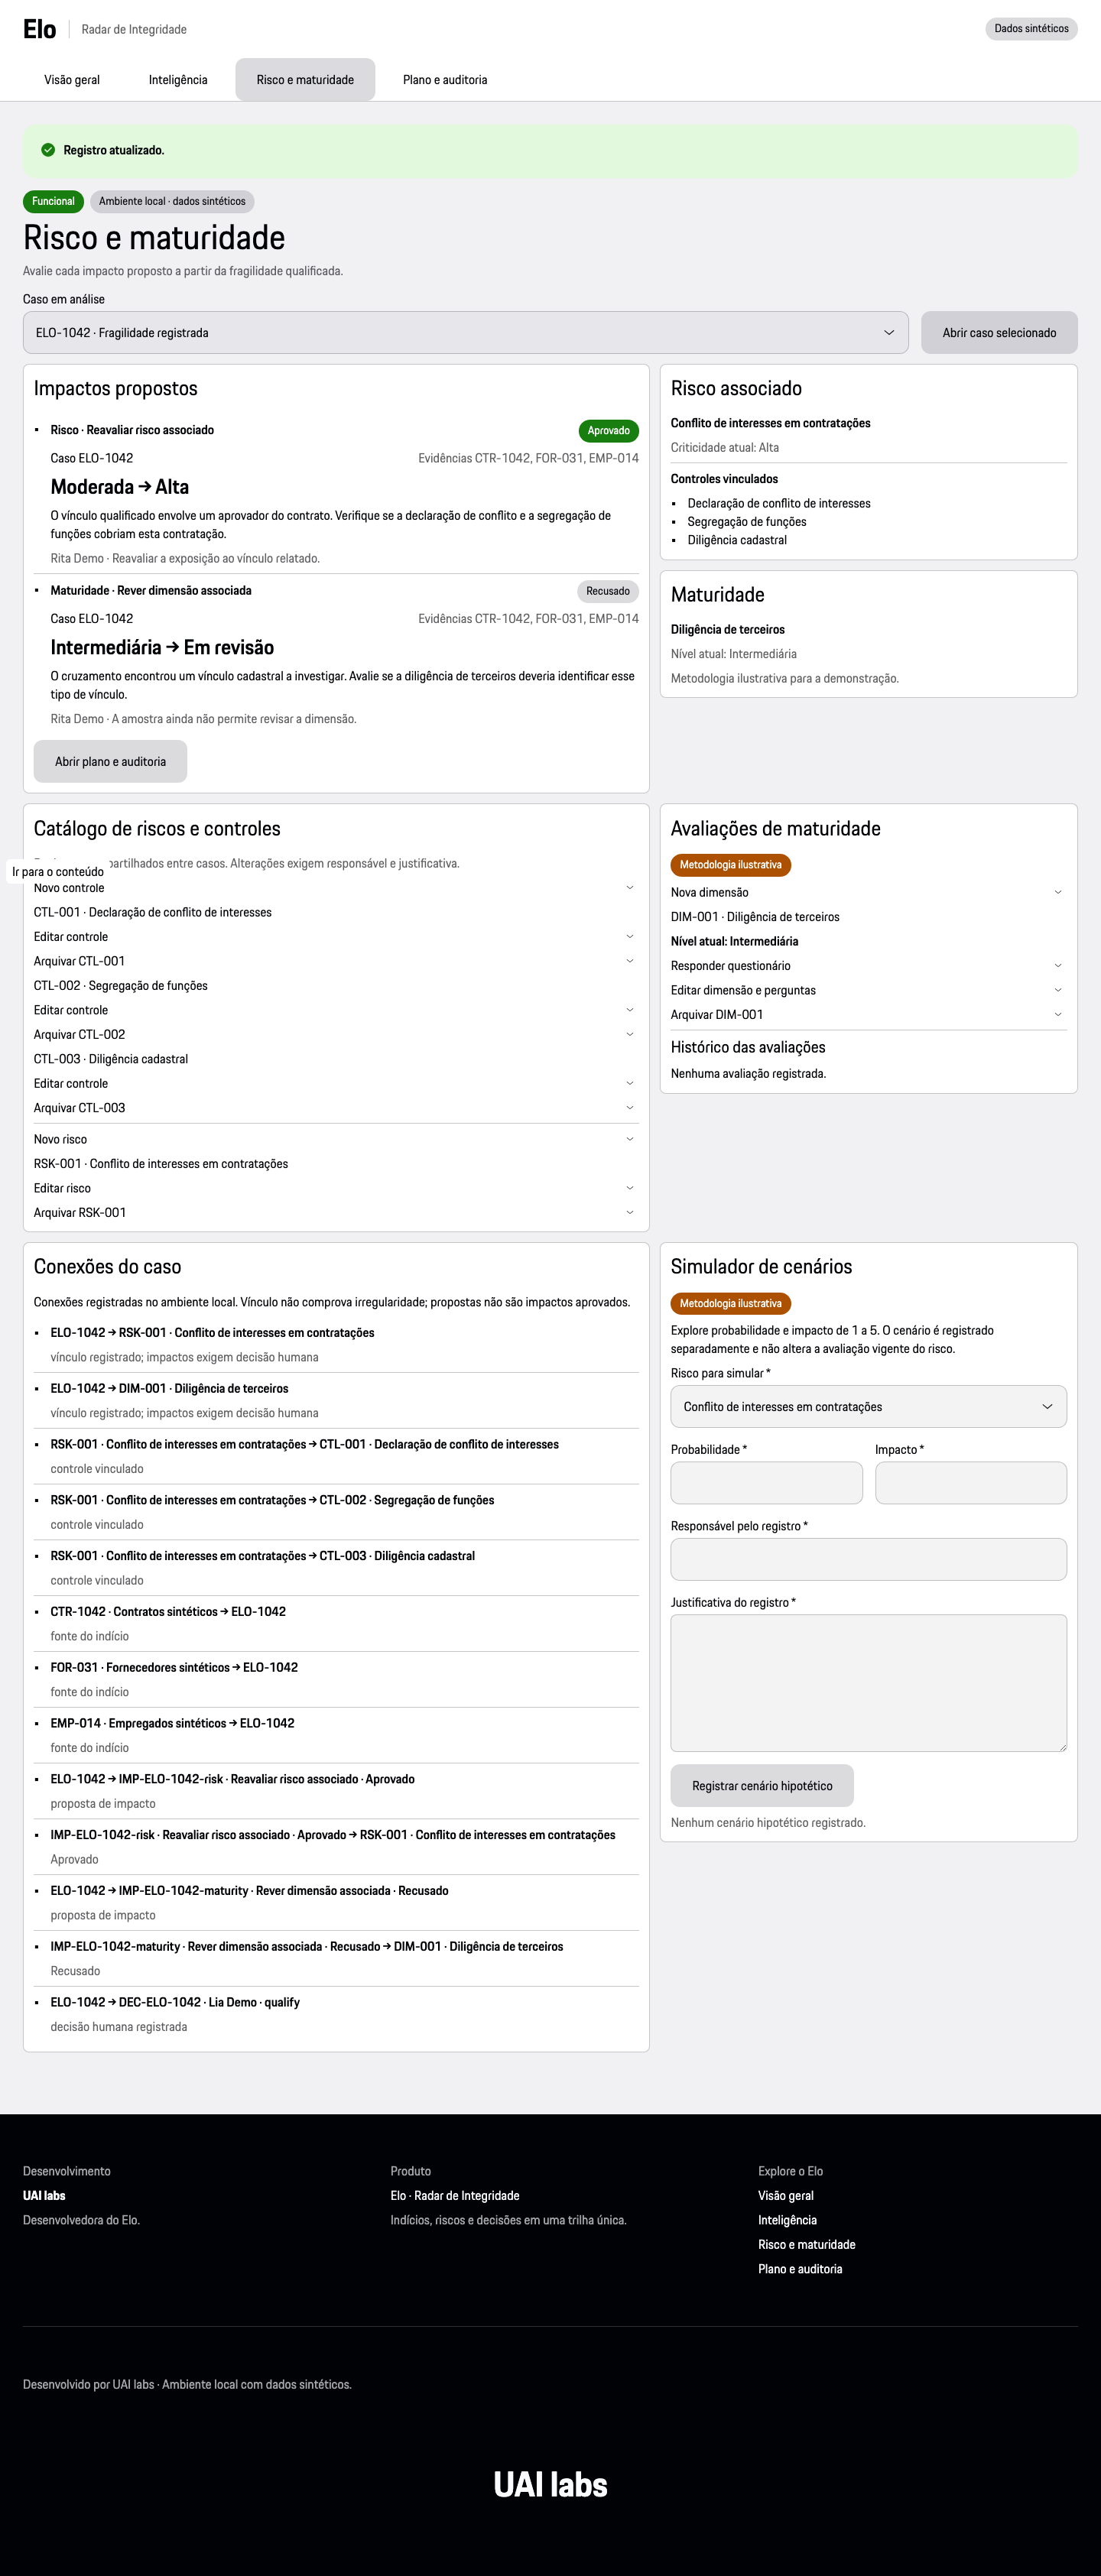 Elo
Radar de Integridade
Dados sintéticos
Visão geral
Inteligência
Risco e maturidade
Plano e auditoria
Registro atualizado.
Funcional
Ambiente local · dados sintéticos
Risco e maturidade
Avalie cada impacto proposto a partir da fragilidade qualificada.
Caso em análise
ELO-1042 · Fragilidade registrada
Abrir caso selecionado
Impactos propostos
Risco · Reavaliar risco associado
Aprovado
Caso ELO-1042
Evidências CTR-1042, FOR-031, EMP-014
Moderada → Alta
O vínculo qualificado envolve um aprovador do contrato. Verifique se a declaração de conflito e a segregação de
funções cobriam esta contratação.
Rita Demo · Reavaliar a exposição ao vínculo relatado.
Maturidade · Rever dimensão associada
Recusado
Caso ELO-1042
Evidências CTR-1042, FOR-031, EMP-014
Intermediária → Em revisão
O cruzamento encontrou um vínculo cadastral a investigar. Avalie se a diligência de terceiros deveria identificar esse
tipo de vínculo.
Rita Demo · A amostra ainda não permite revisar a dimensão.
Abrir plano e auditoria
Risco associado
Conflito de interesses em contratações
Criticidade atual: Alta
Controles vinculados
Declaração de conflito de interesses
Segregação de funções
Diligência cadastral
Maturidade
Diligência de terceiros
Nível atual: Intermediária
Metodologia ilustrativa para a demonstração.
Catálogo de riscos e controles
partilhados entre casos. Alterações exigem responsável e justificativa.
Ir para o conteúdo
Novo controle
CTL-001 · Declaração de conflito de interesses
Editar controle
Arquivar CTL-001
CTL-002 · Segregação de funções
Editar controle
Arquivar CTL-002
CTL-003 · Diligência cadastral
Editar controle
Arquivar CTL-003
Novo risco
RSK-001 · Conflito de interesses em contratações
Editar risco
Arquivar RSK-001
Avaliações de maturidade
Metodologia ilustrativa
Nova dimensão
DIM-001 · Diligência de terceiros
Nível atual: Intermediária
Responder questionário
Editar dimensão e perguntas
Arquivar DIM-001
Histórico das avaliações
Nenhuma avaliação registrada.
Conexões do caso
Conexões registradas no ambiente local. Vínculo não comprova irregularidade; propostas não são impactos aprovados.
ELO-1042 → RSK-001 · Conflito de interesses em contratações
vínculo registrado; impactos exigem decisão humana
ELO-1042 → DIM-001 · Diligência de terceiros
vínculo registrado; impactos exigem decisão humana
RSK-001 · Conflito de interesses em contratações → CTL-001 · Declaração de conflito de interesses
controle vinculado
RSK-001 · Conflito de interesses em contratações → CTL-002 · Segregação de funções
controle vinculado
RSK-001 · Conflito de interesses em contratações → CTL-003 · Diligência cadastral
controle vinculado
CTR-1042 · Contratos sintéticos → ELO-1042
fonte do indício
FOR-031 · Fornecedores sintéticos → ELO-1042
fonte do indício
EMP-014 · Empregados sintéticos → ELO-1042
fonte do indício
ELO-1042 → IMP-ELO-1042-risk · Reavaliar risco associado · Aprovado
proposta de impacto
IMP-ELO-1042-risk · Reavaliar risco associado · Aprovado → RSK-001 · Conflito de interesses em contratações
Aprovado
ELO-1042 → IMP-ELO-1042-maturity · Rever dimensão associada · Recusado
proposta de impacto
IMP-ELO-1042-maturity · Rever dimensão associada · Recusado → DIM-001 · Diligência de terceiros
Recusado
ELO-1042 → DEC-ELO-1042 · Lia Demo · qualify
decisão humana registrada
Simulador de cenários
Metodologia ilustrativa
Explore probabilidade e impacto de 1 a 5. O cenário é registrado
separadamente e não altera a avaliação vigente do risco.
Risco para simular *
Conflito de interesses em contratações
Probabilidade *
Impacto *
Responsável pelo registro *
Justificativa do registro *
Registrar cenário hipotético
Nenhum cenário hipotético registrado.
Desenvolvimento
UAI labs
Desenvolvedora do Elo.
Produto
Elo · Radar de Integridade
Indícios, riscos e decisões em uma trilha única.
Explore o Elo
Visão geral
Inteligência
Risco e maturidade
Plano e auditoria
Desenvolvido por UAI labs · Ambiente local com dados sintéticos.
UAI labs